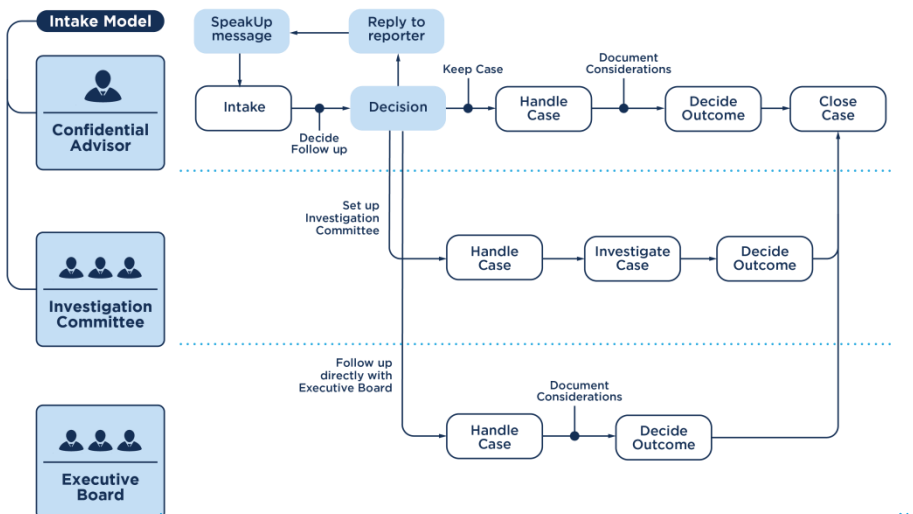 Intake Model
Confidential
Advisor
Investigation
Committee
Executive
Board
SpeakUp
message
Reply to
reporter
Intake
Decide
Follow up
Decision
Keep Case
Handle
Case
Document
Considerations
Decide
Outcome
Close
Case
Set up
Investigation
Committee
Handle
Case
Investigate
Case
Decide
Outcome
Follow up
directly with
Executive Board
Handle
Case
Document
Considerations
Decide
Outcome